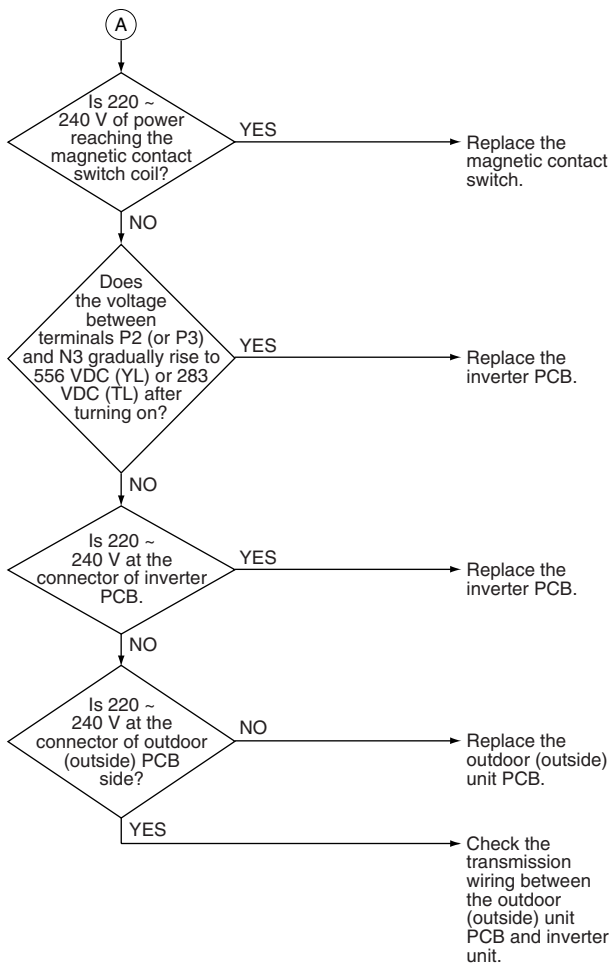 A
Is 220 ~
240 V of power
reaching the
magnetic contact
switch coil?
YES
Replace the
magnetic contact
switch.
NO
Does
the voltage
between
terminals P2 (or P3)
and N3 gradually rise to
556 VDC (YL) or 283
VDC (TL) after
turning on?
YES
Replace the
inverter PCB.
NO
Is 220 ~
240 V at the
connector of inverter
PCB.
YES
Replace the
inverter PCB.
NO
Is 220 ~
240 V at the
connector of outdoor
(outside) PCB
side?
NO
Replace the
outdoor (outside)
unit PCB.
YES
Check the
transmission
wiring between
the outdoor
(outside) unit
PCB and inverter
unit.